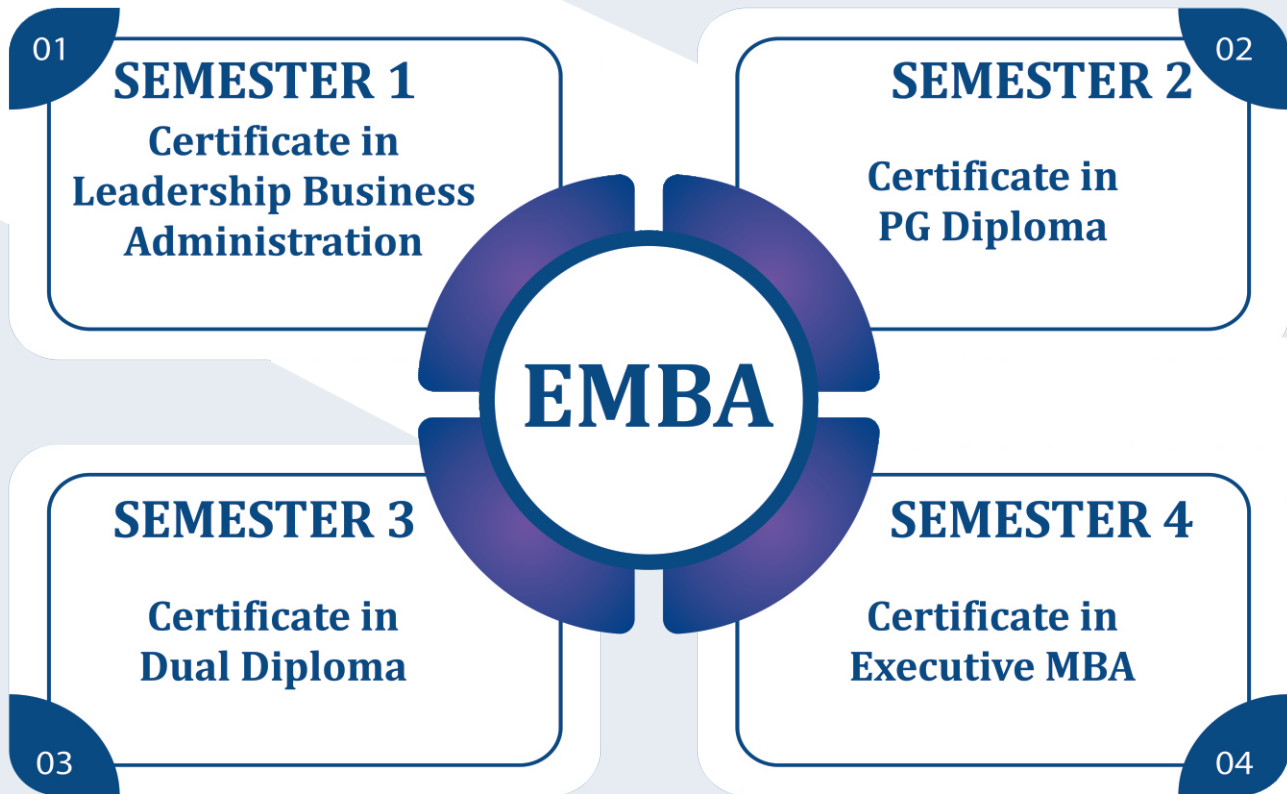 01
SEMESTER 1
Certificate in
Leadership Business
Administration
02
SEMESTER 2
Certificate in
PG Diploma
EMBA
SEMESTER 3
Certificate in
Dual Diploma
03
SEMESTER 4
Certificate in
Executive MBA
04